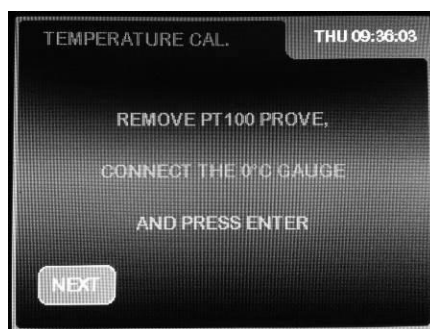 TEMPERATURE CAL.
THU 09:36:03
REMOVE PT100 PROVE,
CONNECT THE 0°C GAUGE
AND PRESS ENTER
NEXT